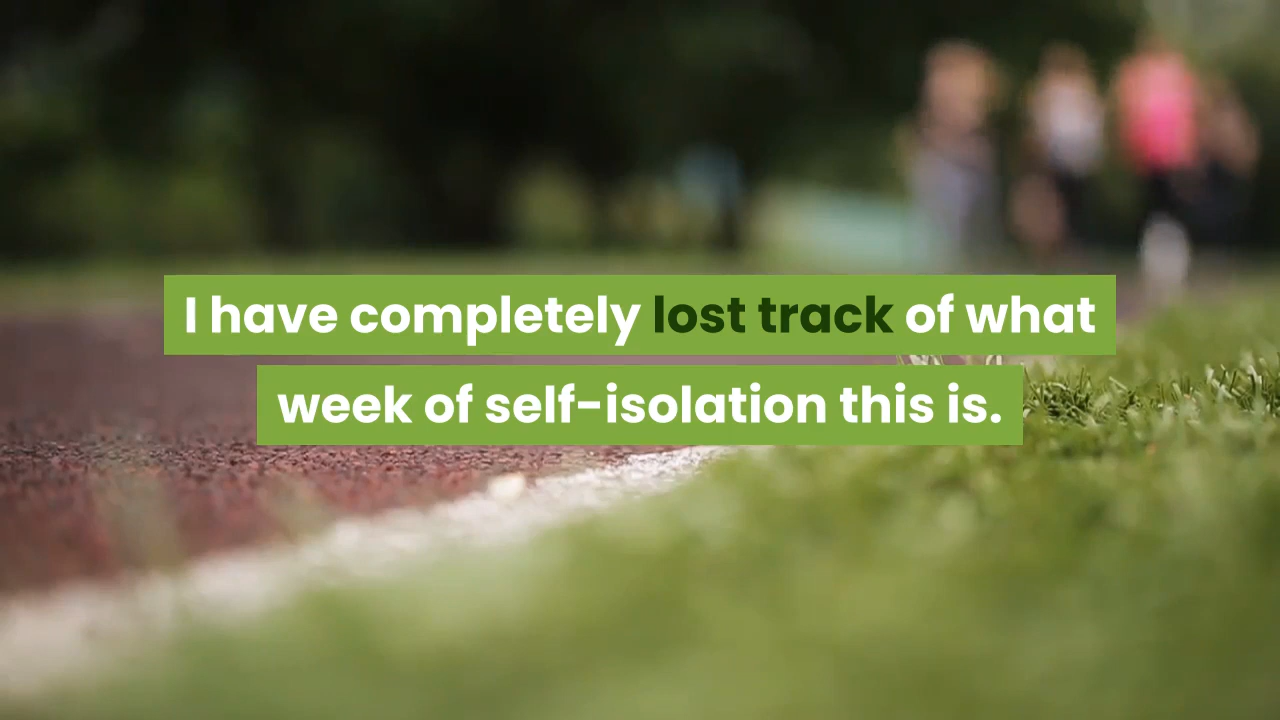 I have completely lost track of what
week of self-isolation this is.